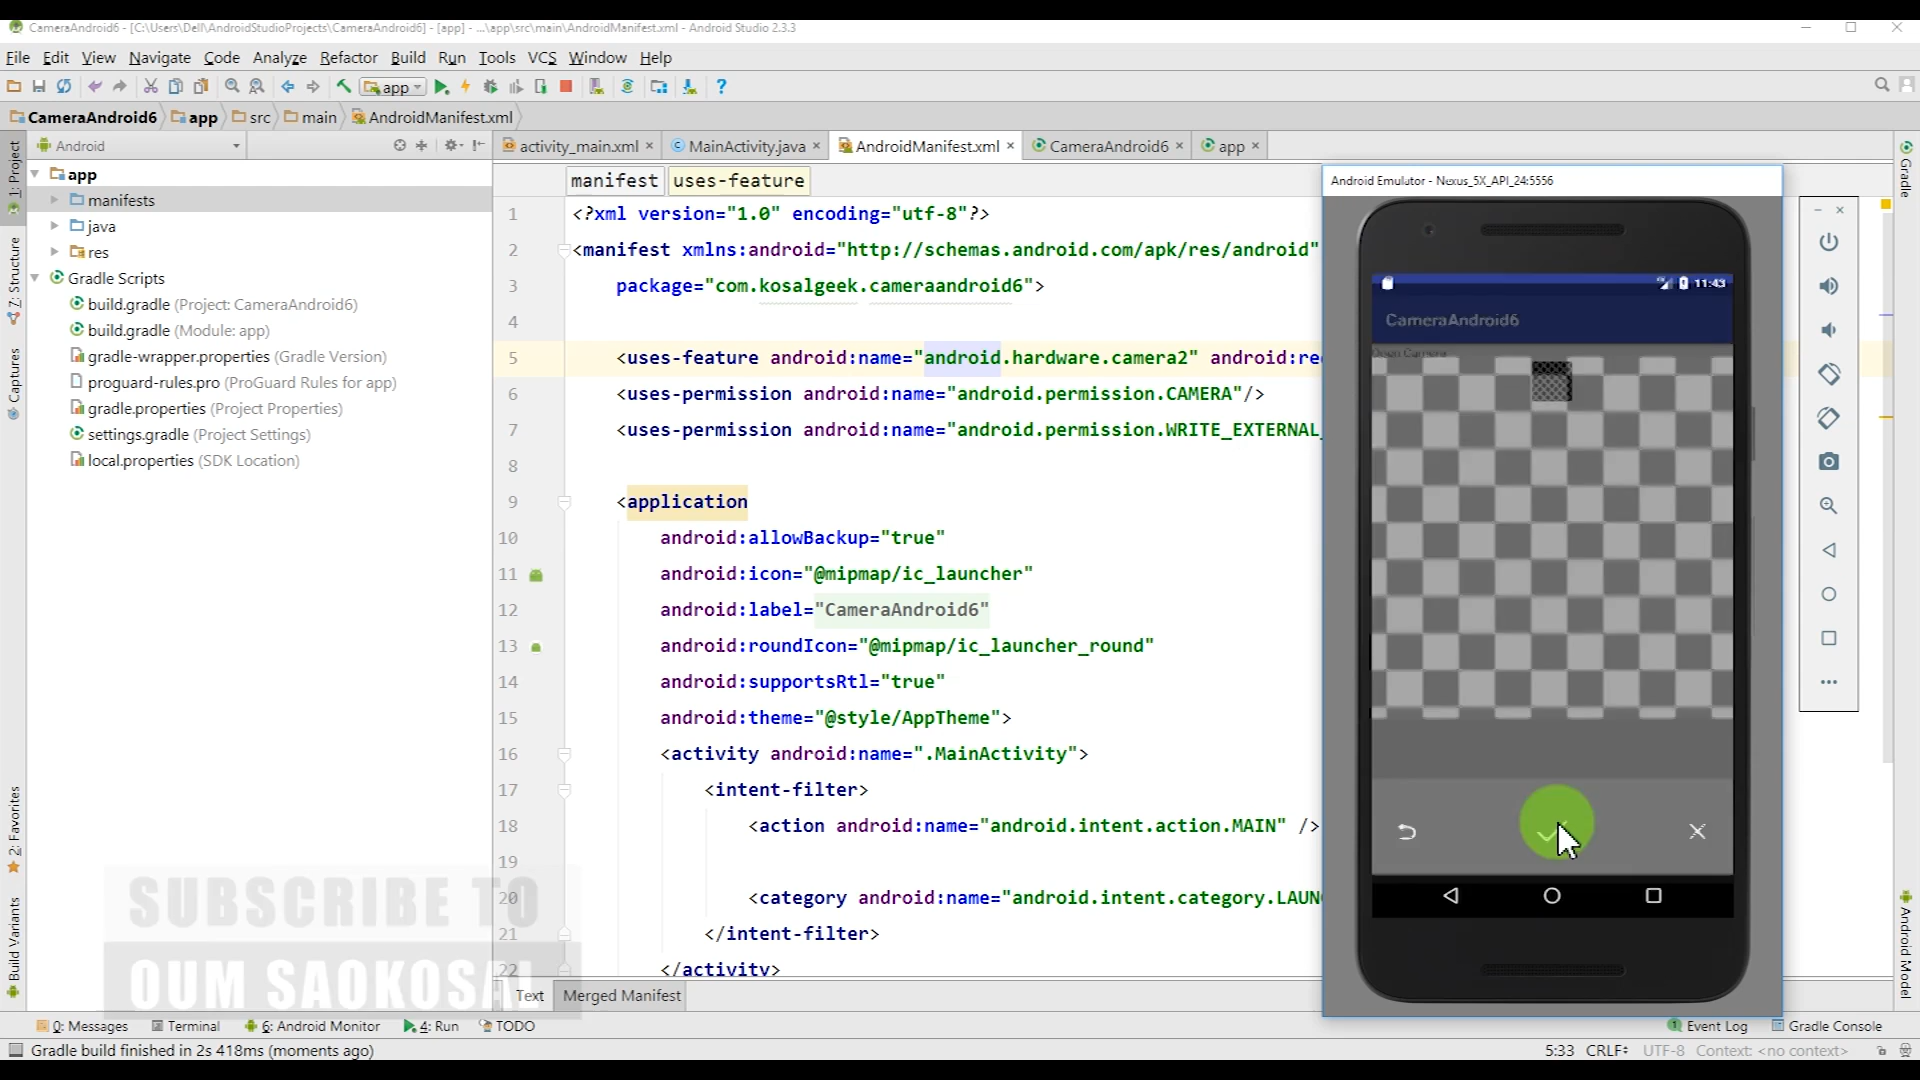 CameraAndroid6 - [C:\Users\Dell\AndroidStudioProjects\CameraAndroid6] - [app] - ...\app\src\main\AndroidManifest.xml - Android Studio 2.3.3
File Edit View Navigate Code Analyze Refactor Build Run Tools VCS Window Help
app
CameraAndroid6 app src main AndroidManifest.xml
Android
activity_main.xml MainActivity.java AndroidManifest.xml CameraAndroid6 app
1: Project
7: Structure
Captures
2: Favorites
Build Variants
app
manifests
java
res
Gradle Scripts
build.gradle (Project: CameraAndroid6)
build.gradle (Module: app)
gradle-wrapper.properties (Gradle Version)
proguard-rules.pro (ProGuard Rules for app)
gradle.properties (Project Properties)
settings.gradle (Project Settings)
local.properties (SDK Location)
manifest uses-feature
1 <?xml version="1.0" encoding="utf-8"?>
2 <manifest xmlns:android="http://schemas.android.com/apk/res/android"
3 package="com.kosalgeek.cameraandroid6">
4
5 <uses-feature android:name="android.hardware.camera2" android:re
6 <uses-permission android:name="android.permission.CAMERA"/>
7 <uses-permission android:name="android.permission.WRITE_EXTERNAL_
8
9 <application
10 android:allowBackup="true"
11 android:icon="@mipmap/ic_launcher"
12 android:label="CameraAndroid6"
13 android:roundIcon="@mipmap/ic_launcher_round"
14 android:supportsRtl="true"
15 android:theme="@style/AppTheme">
16 <activity android:name=".MainActivity">
17 <intent-filter>
18 <action android:name="android.intent.action.MAIN" />
19
20 <category android:name="android.intent.category.LAUN
21 </intent-filter>
22 </activity>
Text Merged Manifest
Android Emulator - Nexus_5X_API_24:5556
11:43
CameraAndroid6
Open Camera
Gradle
Android Model
SUBSCRIBE TO
OUM SAOKOSAL
0: Messages Terminal 6: Android Monitor 4: Run TODO
1 Event Log Gradle Console
Gradle build finished in 2s 418ms (moments ago)
5:33 CRLF UTF-8 Context: <no context>